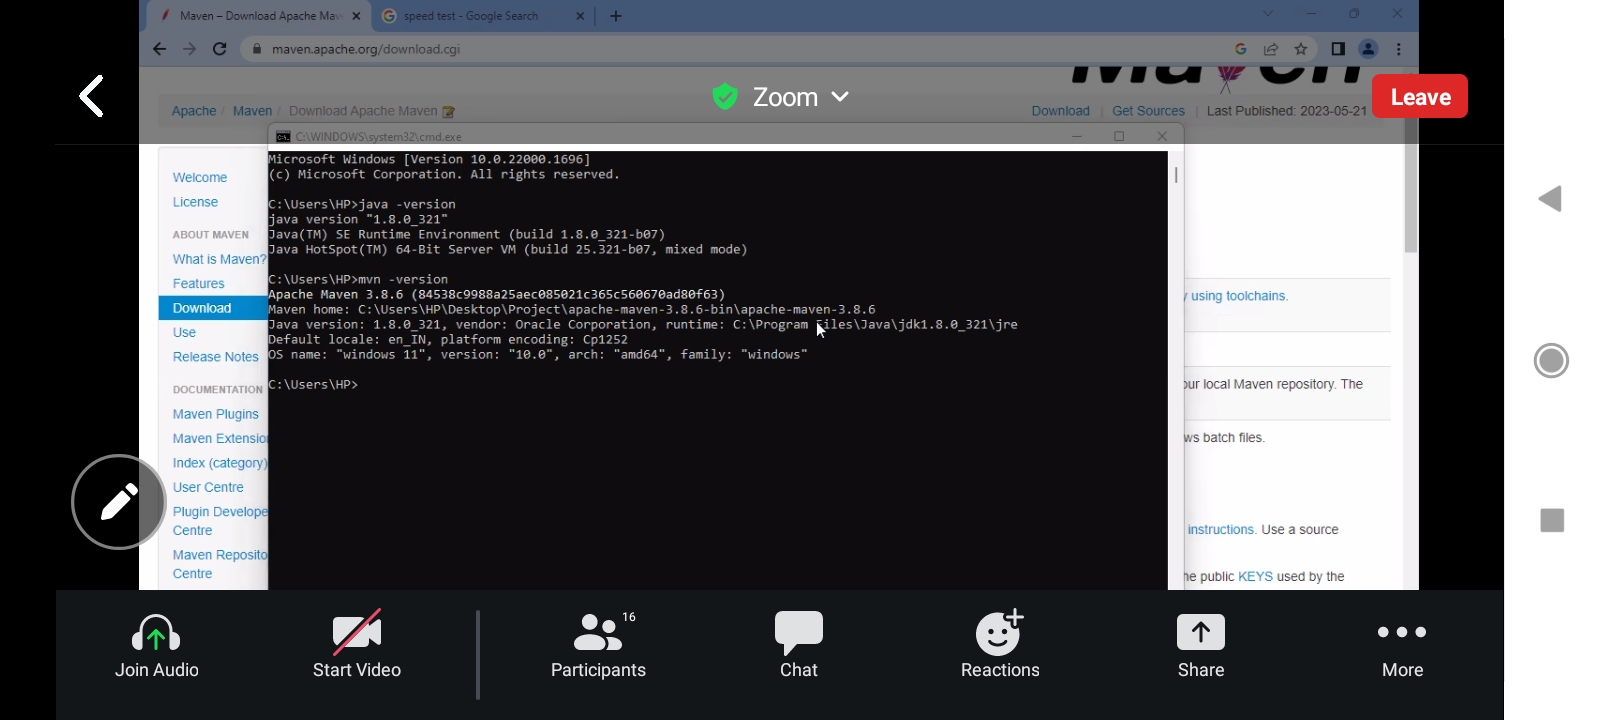 Maven – Download Apache Mav
speed test - Google Search
maven.apache.org/download.cgi
Maven
Zoom
Leave
Apache / Maven / Download Apache Maven
Download | Get Sources | Last Published: 2023-05-21
C:\WINDOWS\system32\cmd.exe
Microsoft Windows [Version 10.0.22000.1696]
(c) Microsoft Corporation. All rights reserved.
C:\Users\HP>java -version
java version "1.8.0_321"
Java(TM) SE Runtime Environment (build 1.8.0_321-b07)
Java HotSpot(TM) 64-Bit Server VM (build 25.321-b07, mixed mode)
C:\Users\HP>mvn -version
Apache Maven 3.8.6 (84538c9988a25aec085021c365c560670ad80f63)
Maven home: C:\Users\HP\Desktop\Project\apache-maven-3.8.6-bin\apache-maven-3.8.6
Java version: 1.8.0_321, vendor: Oracle Corporation, runtime: C:\Program Files\Java\jdk1.8.0_321\jre
Default locale: en_IN, platform encoding: Cp1252
OS name: "windows 11", version: "10.0", arch: "amd64", family: "windows"
C:\Users\HP>
Welcome
License
ABOUT MAVEN
What is Maven?
Features
Download
Use
Release Notes
DOCUMENTATION
Maven Plugins
Maven Extensio
Index (category)
User Centre
Plugin Develope
Centre
Maven Reposito
Centre
y using toolchains.
our local Maven repository. The
ws batch files.
instructions. Use a source
he public KEYS used by the
Join Audio
Start Video
16
Participants
Chat
Reactions
Share
More